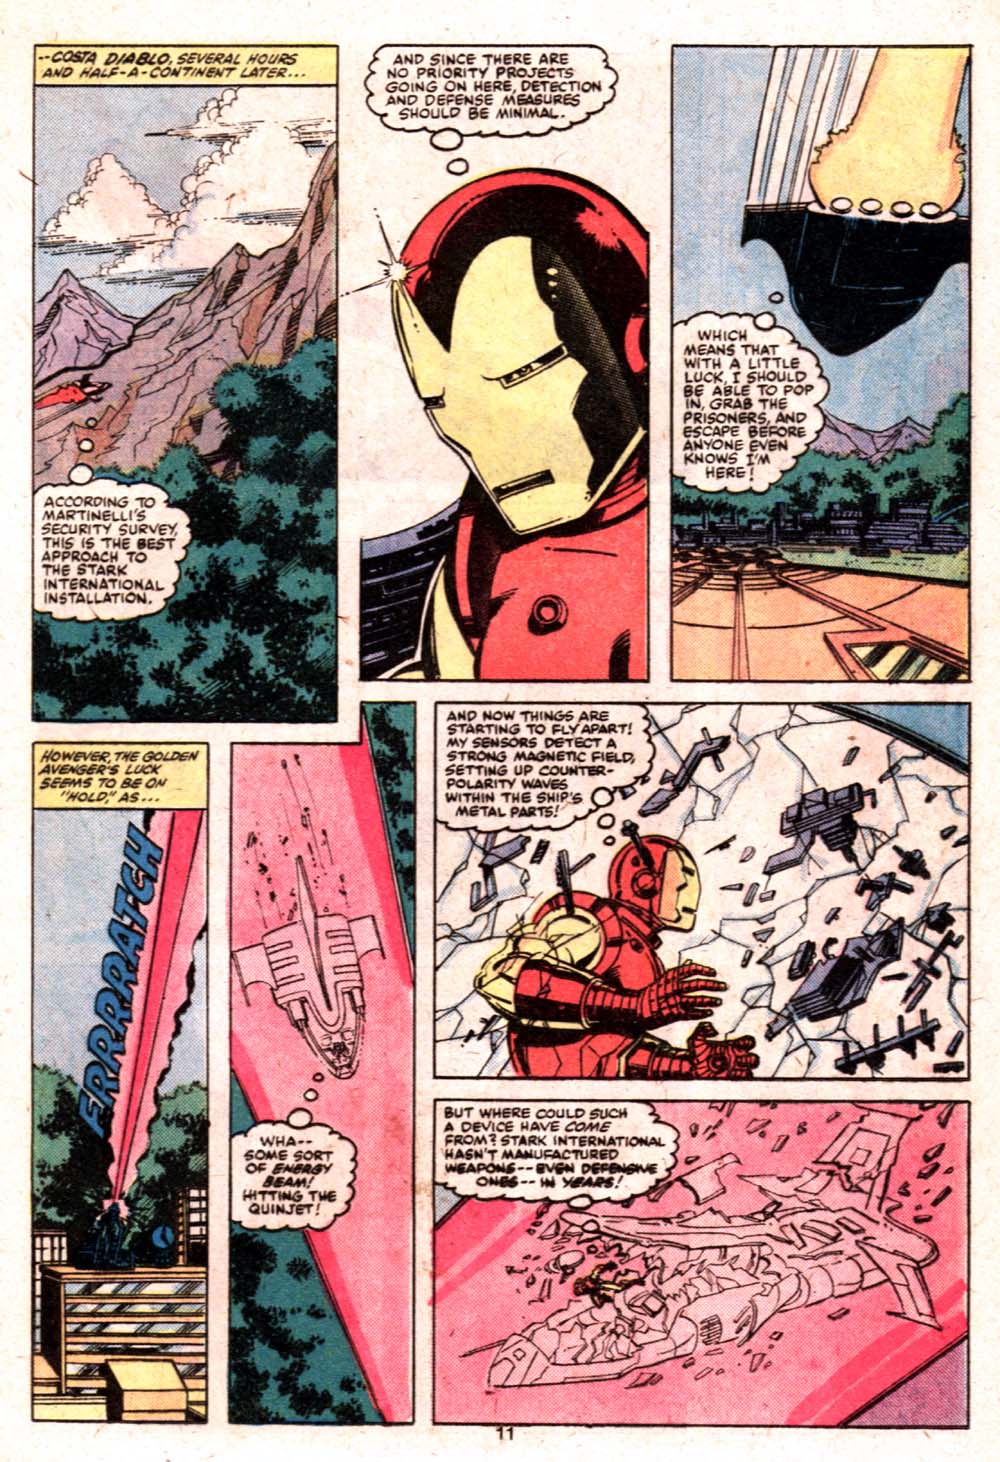 --COSTA DIABLO, SEVERAL HOURS
AND HALF-A-CONTINENT LATER...
ACCORDING TO
MARTINELLI'S
SECURITY SURVEY,
THIS IS THE BEST
APPROACH TO
THE STARK
INTERNATIONAL
INSTALLATION.
AND SINCE THERE ARE
NO PRIORITY PROJECTS
GOING ON HERE, DETECTION
AND DEFENSE MEASURES
SHOULD BE MINIMAL.
WHICH
MEANS THAT
WITH A LITTLE
LUCK, I SHOULD
BE ABLE TO POP
IN, GRAB THE
PRISONERS, AND
ESCAPE BEFORE
ANYONE EVEN
KNOWS I'M
HERE!
HOWEVER, THE GOLDEN
AVENGER'S LUCK
SEEMS TO BE ON
"HOLD," AS...
FRRRRATCH
WHA--
SOME SORT
OF ENERGY
BEAM!
HITTING THE
QUINJET!
AND NOW THINGS ARE
STARTING TO FLY APART!
MY SENSORS DETECT A
STRONG MAGNETIC FIELD,
SETTING UP COUNTER-
POLARITY WAVES
WITHIN THE SHIP'S
METAL PARTS!
BUT WHERE COULD SUCH
A DEVICE HAVE COME
FROM? STARK INTERNATIONAL
HASN'T MANUFACTURED
WEAPONS--EVEN DEFENSIVE
ONES--IN YEARS!
11